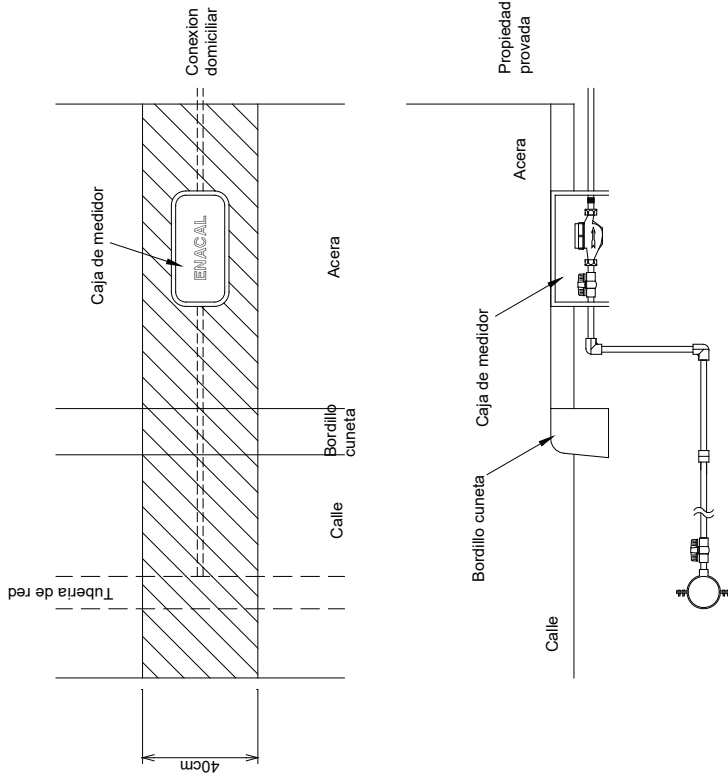 Conexion
domiciliar
Caja de medidor
ENACAL
Acera
Bordillo
cuneta
Calle
Tuberia de red
40cm
Propiedad
provada
Acera
Caja de medidor
Bordillo cuneta
Calle